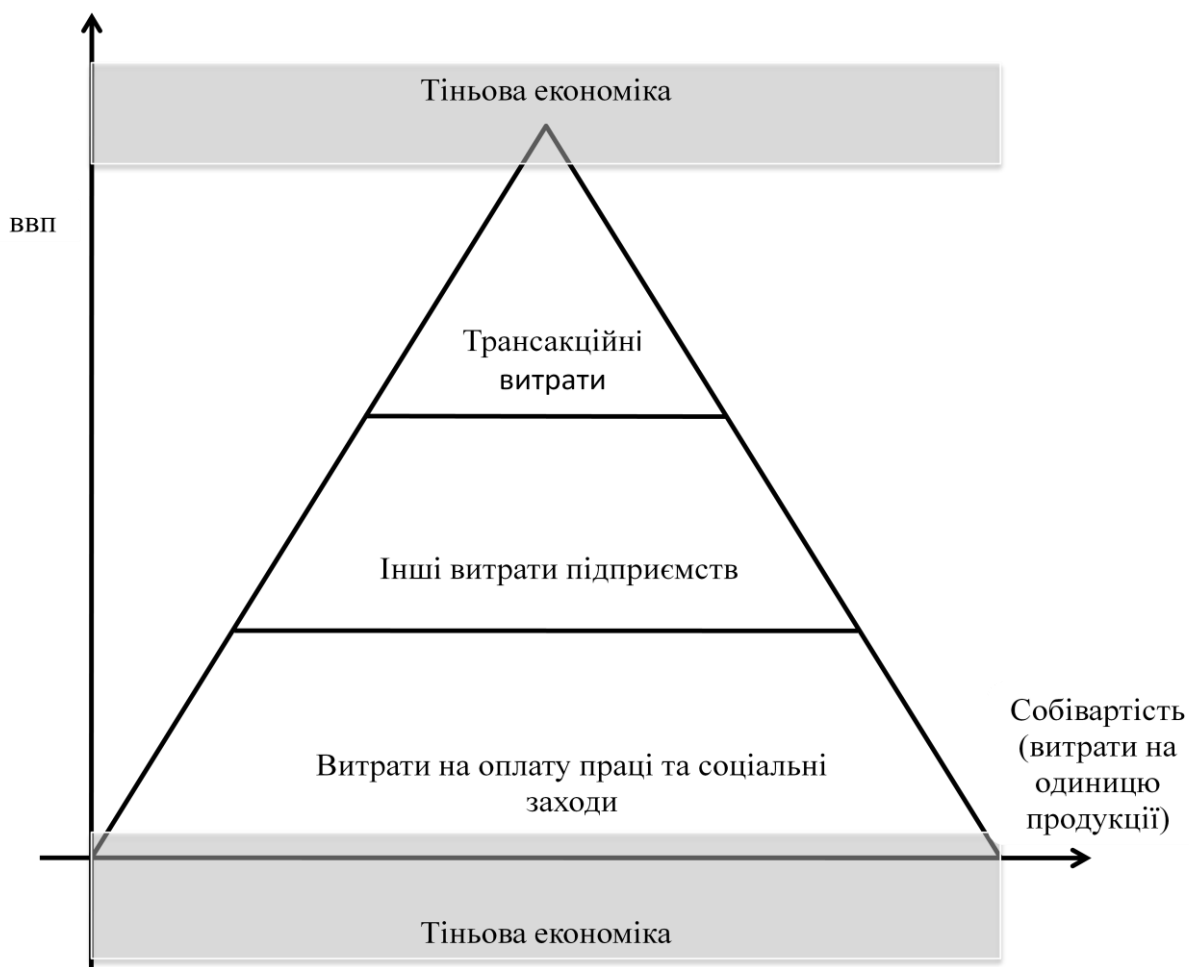 Тіньова економіка
ввп
Трансакційні
витрати
Інші витрати підприємств
Собівартість
(витрати на
одиницю
продукції)
Витрати на оплату праці та соціальні
заходи
Тіньова економіка